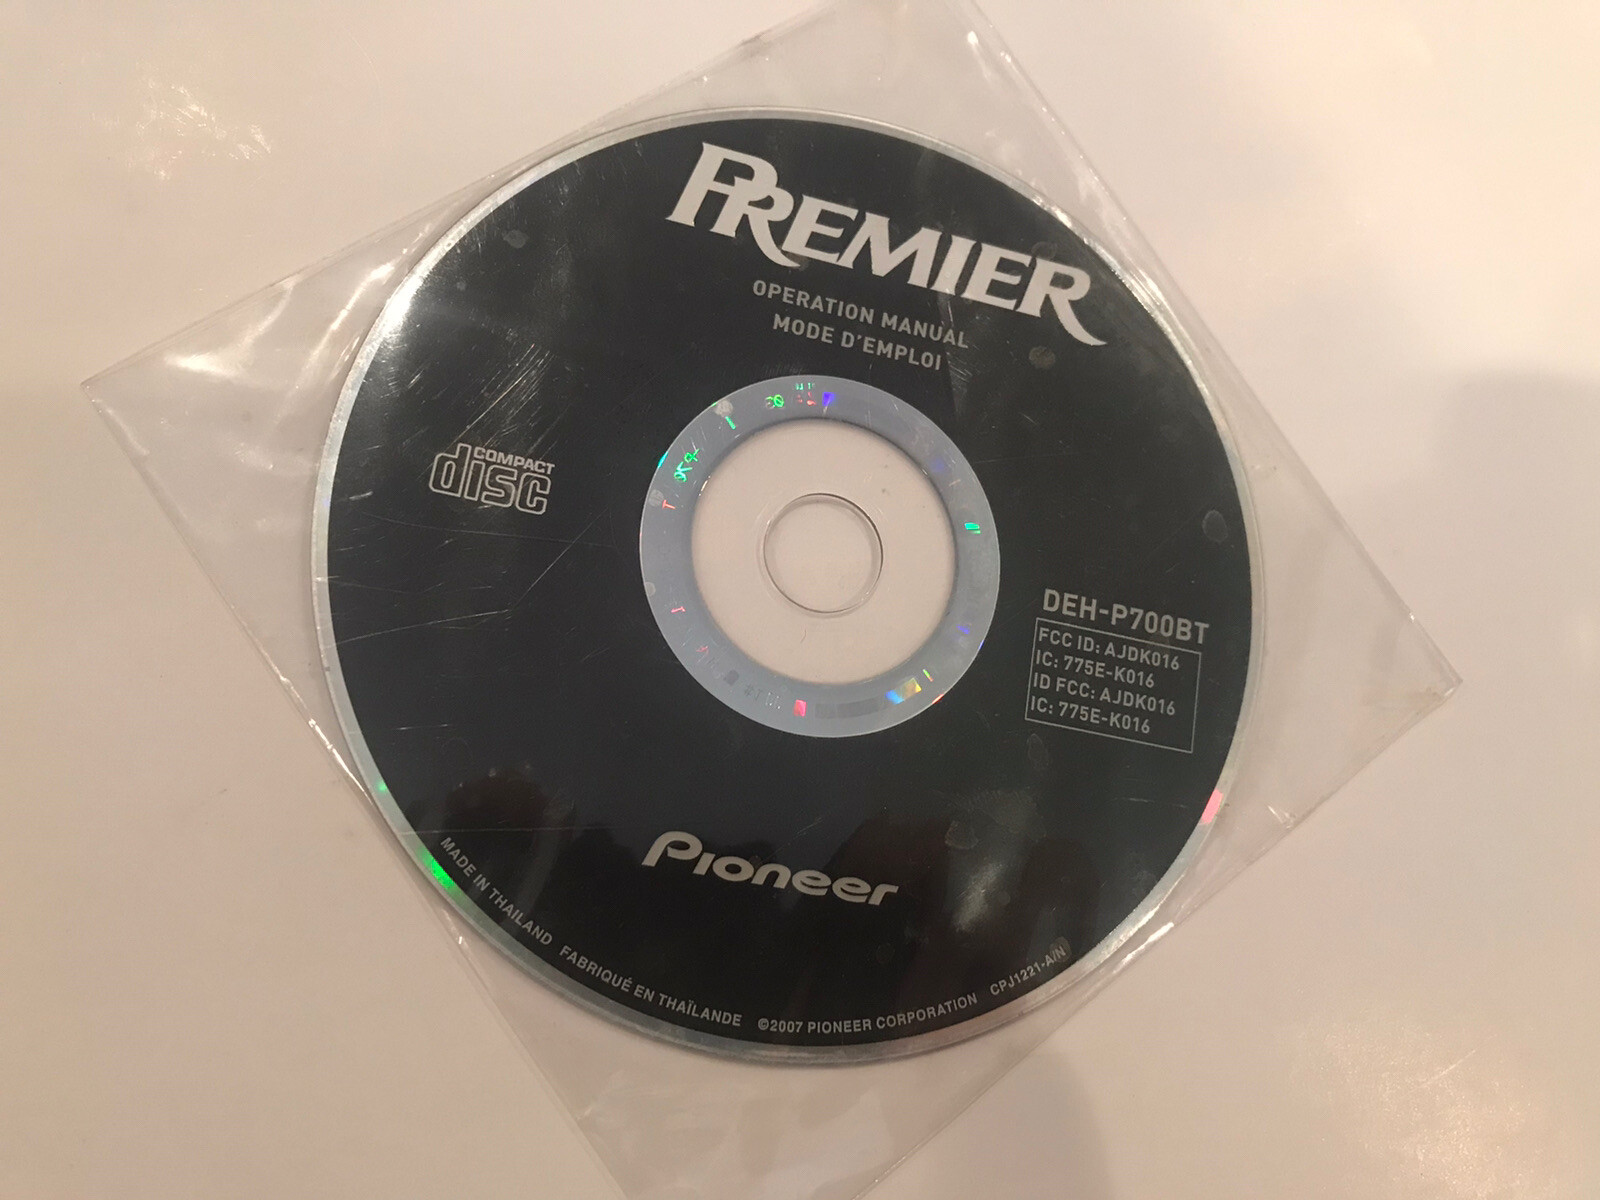 PREMIER
OPERATION MANUAL
MODE D'EMPLOI
COMPACT
disc
DEH-P700BT
FCC ID: AJDK016
IC: 775E-K016
ID FCC: AJDK016
IC: 775E-K016
Pioneer
MADE IN THAILAND FABRIQUÉ EN THAÏLANDE ©2007 PIONEER CORPORATION CPJ1221-A/N